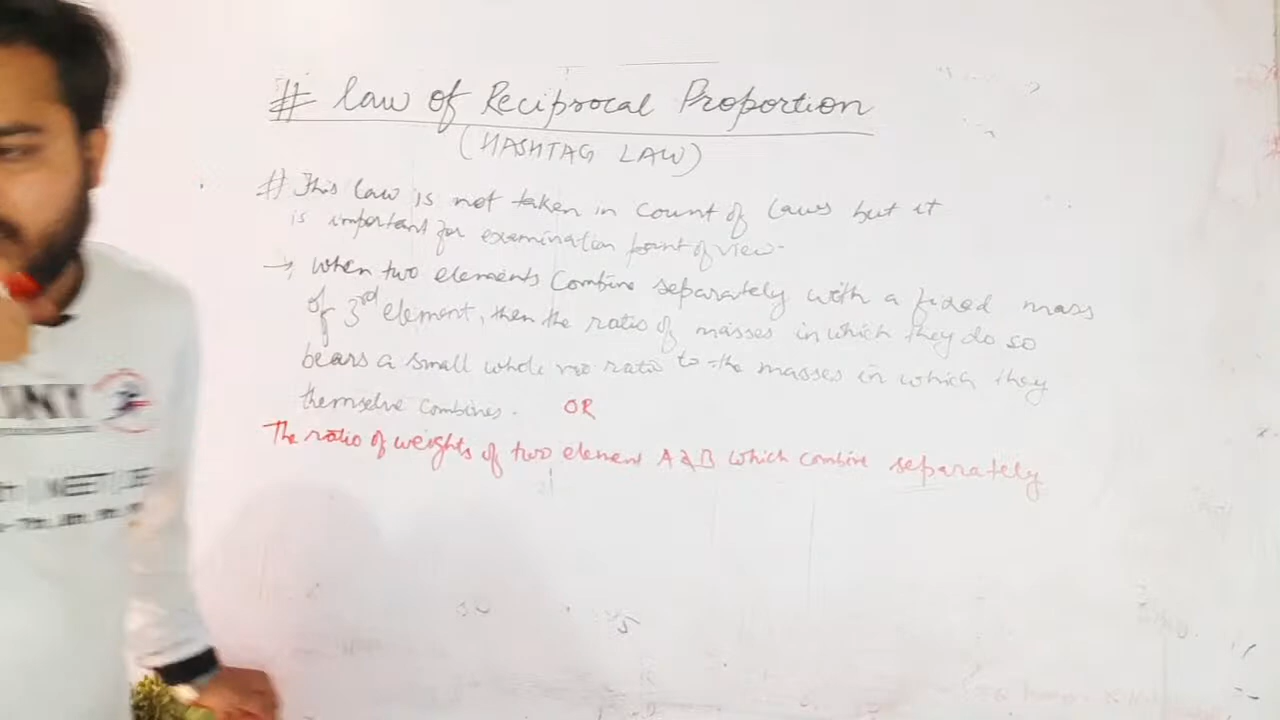 # Law of Reciprocal Proportion
(HASHTAG LAW)
# This law is not taken in count of laws but it
is important for examination point of view.
→ When two elements Combine separately with a fixed mass
of 3rd element, then the ratio of masses in which they do so
bears a small whole no ratio to the masses in which they
themselve combines. OR
The ratio of weights of two element A & B which combine separately
NEET